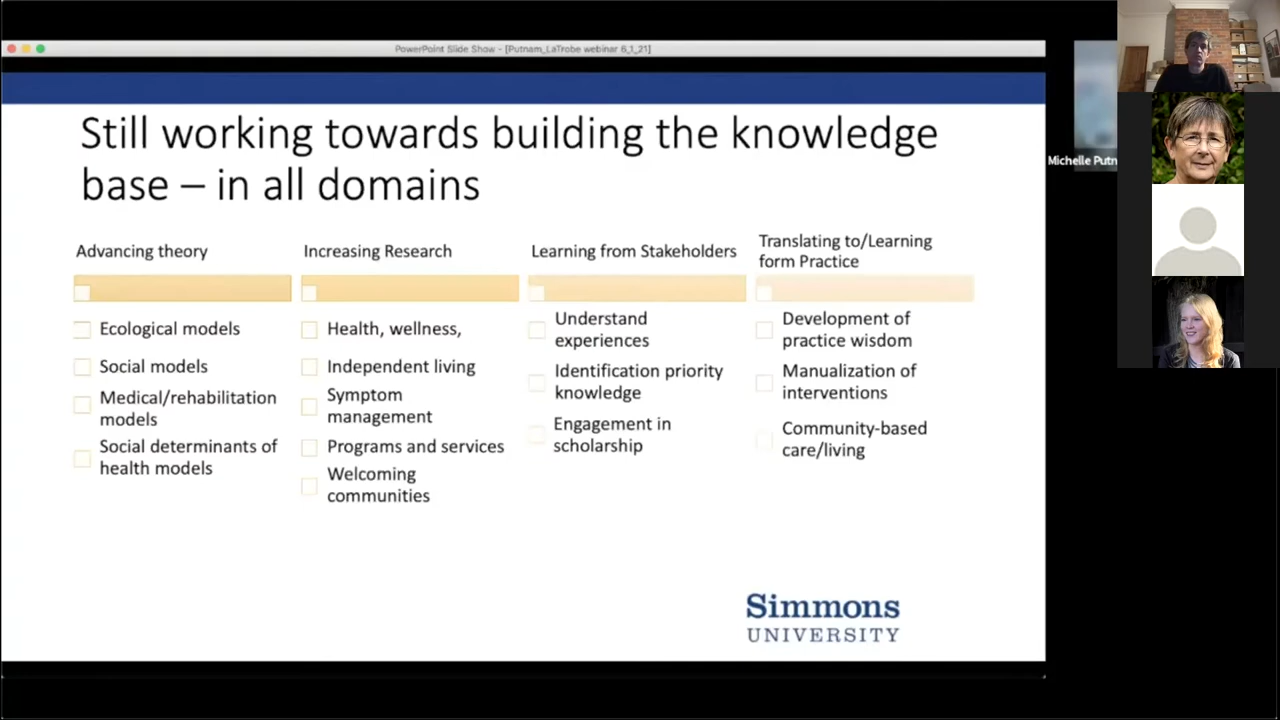 PowerPoint Slide Show - [Putnam_LaTrobe webinar 6_1_21]
Still working towards building the knowledge
base – in all domains
Advancing theory
Ecological models
Social models
Medical/rehabilitation
models
Social determinants of
health models
Increasing Research
Health, wellness,
Independent living
Symptom
management
Programs and services
Welcoming
communities
Learning from Stakeholders
Understand
experiences
Identification priority
knowledge
Engagement in
scholarship
Translating to/Learning
form Practice
Development of
practice wisdom
Manualization of
interventions
Community-based
care/living
Simmons
UNIVERSITY
Michelle Putn